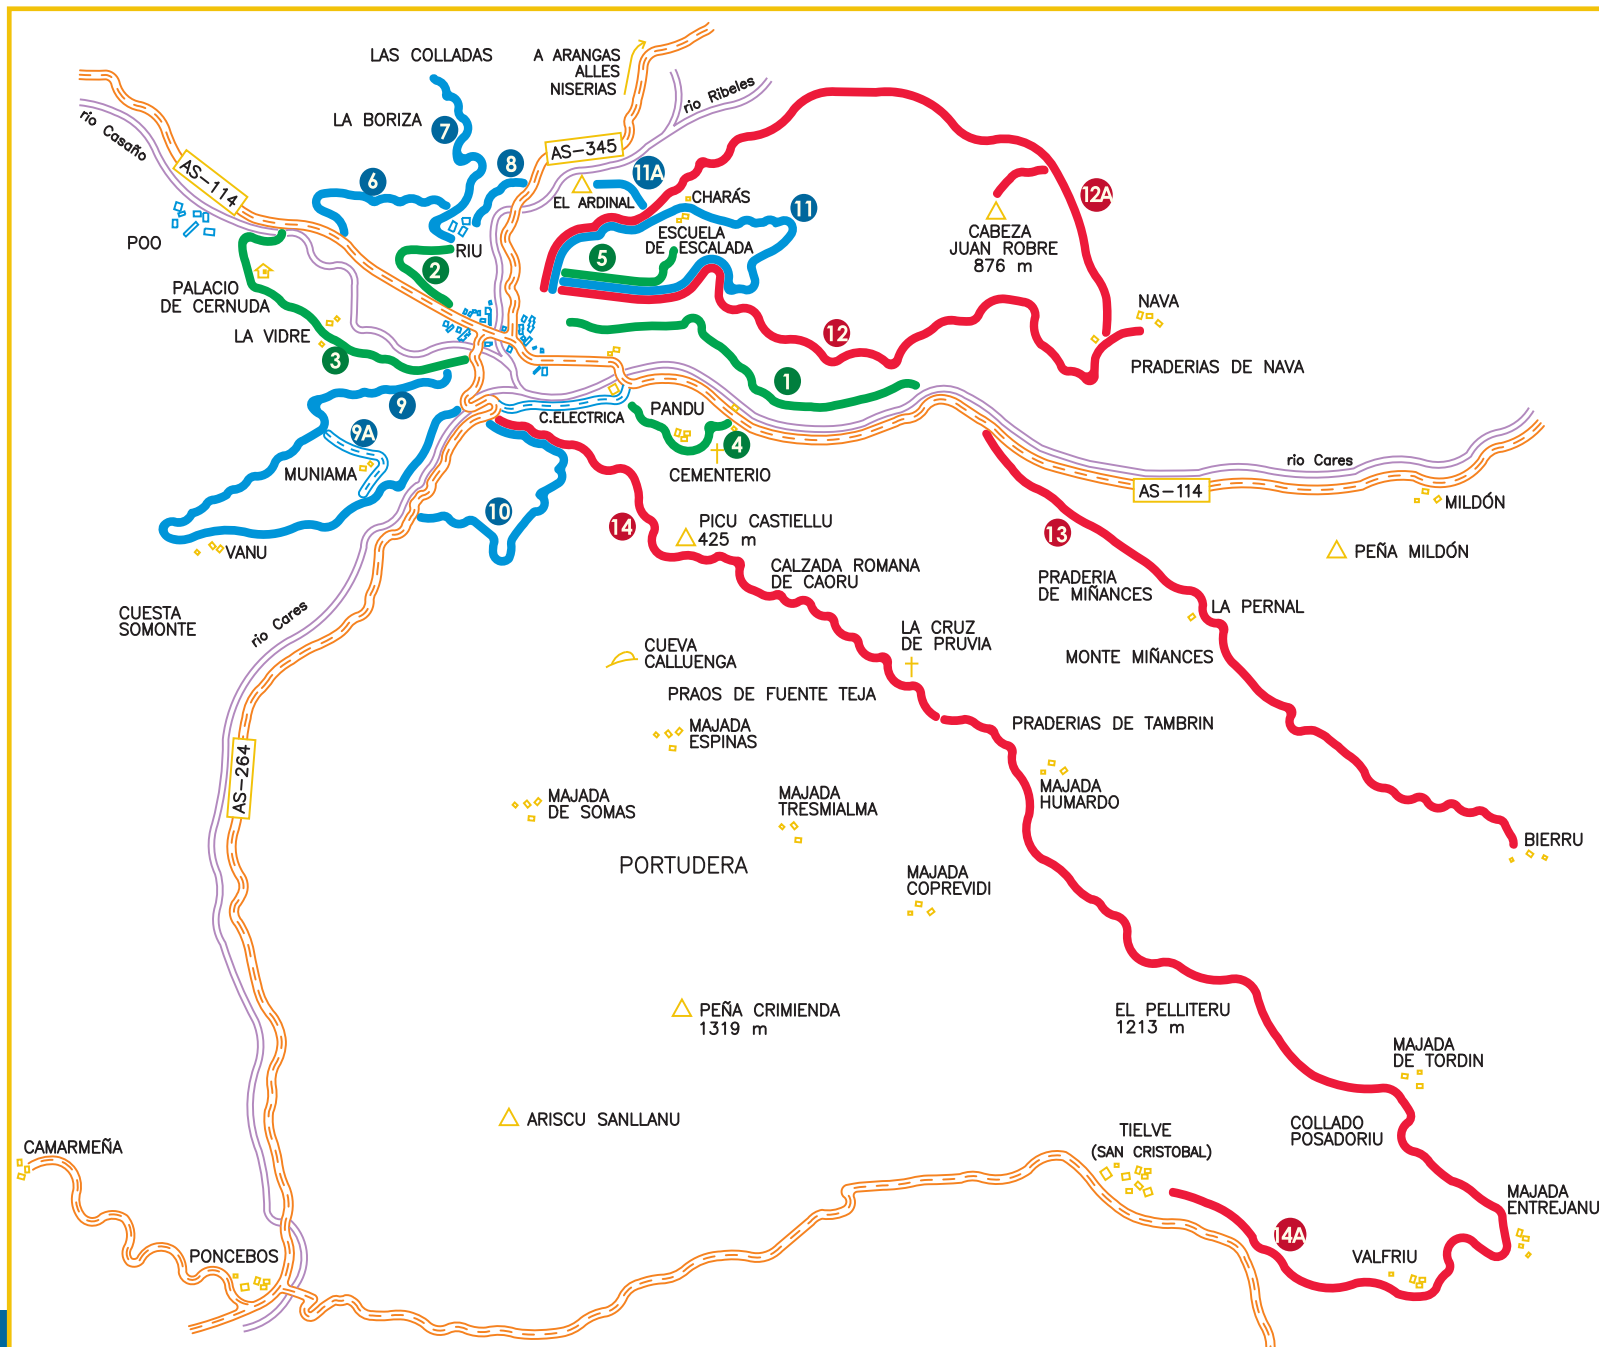 LAS COLLADAS
A ARANGAS
ALLES
NISERIAS
LA BORIZA
7
rio Ribeles
rio Casaño
AS-345
AS-114
6
8
11A
EL ARDINAL
CHARÁS
11
12A
POO
RIU
2
ESCUELA
DE ESCALADA
5
CABEZA
JUAN ROBRE
876 m
PALACIO
DE CERNUDA
NAVA
LA VIDRE
3
12
PRADERIAS DE NAVA
1
9
9A
C.ELECTRICA
PANDU
4
CEMENTERIO
MUNIAMA
rio Cares
AS-114
MILDÓN
10
14
PICU CASTIELLU
425 m
13
VANU
PEÑA MILDÓN
CALZADA ROMANA
DE CAORU
PRADERIA
DE MIÑANCES
LA PERNAL
CUESTA
SOMONTE
rio Cares
CUEVA
CALLUENGA
LA CRUZ
DE PRUVIA
MONTE MIÑANCES
PRAOS DE FUENTE TEJA
MAJADA
ESPINAS
PRADERIAS DE TAMBRIN
AS-264
MAJADA
DE SOMAS
MAJADA
TRESMIALMA
MAJADA
HUMARDO
BIERRU
PORTUDERA
MAJADA
COPREVIDI
PEÑA CRIMIENDA
1319 m
EL PELLITERU
1213 m
MAJADA
DE TORDIN
ARISCU SANLLANU
COLLADO
POSADORIU
TIELVE
(SAN CRISTOBAL)
CAMARMEÑA
MAJADA
ENTREJANU
PONCEBOS
14A
VALFRIU